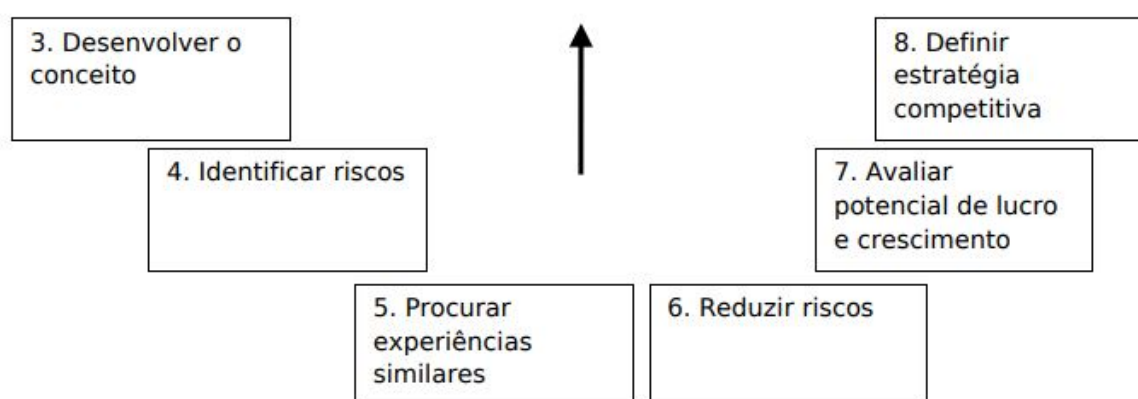 3. Desenvolver o
conceito
4. Identificar riscos
5. Procurar
experiências
similares
6. Reduzir riscos
7. Avaliar
potencial de lucro
e crescimento
8. Definir
estratégia
competitiva